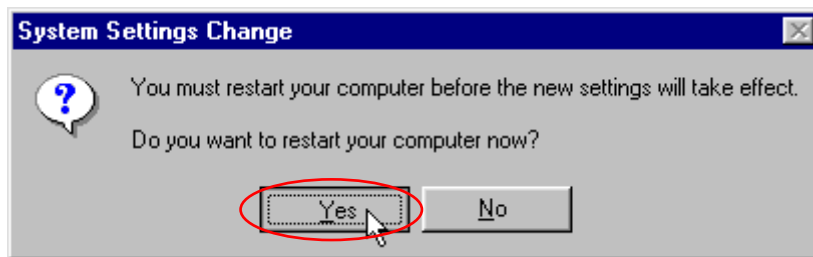 System Settings Change
You must restart your computer before the new settings will take effect.
Do you want to restart your computer now?
Yes No